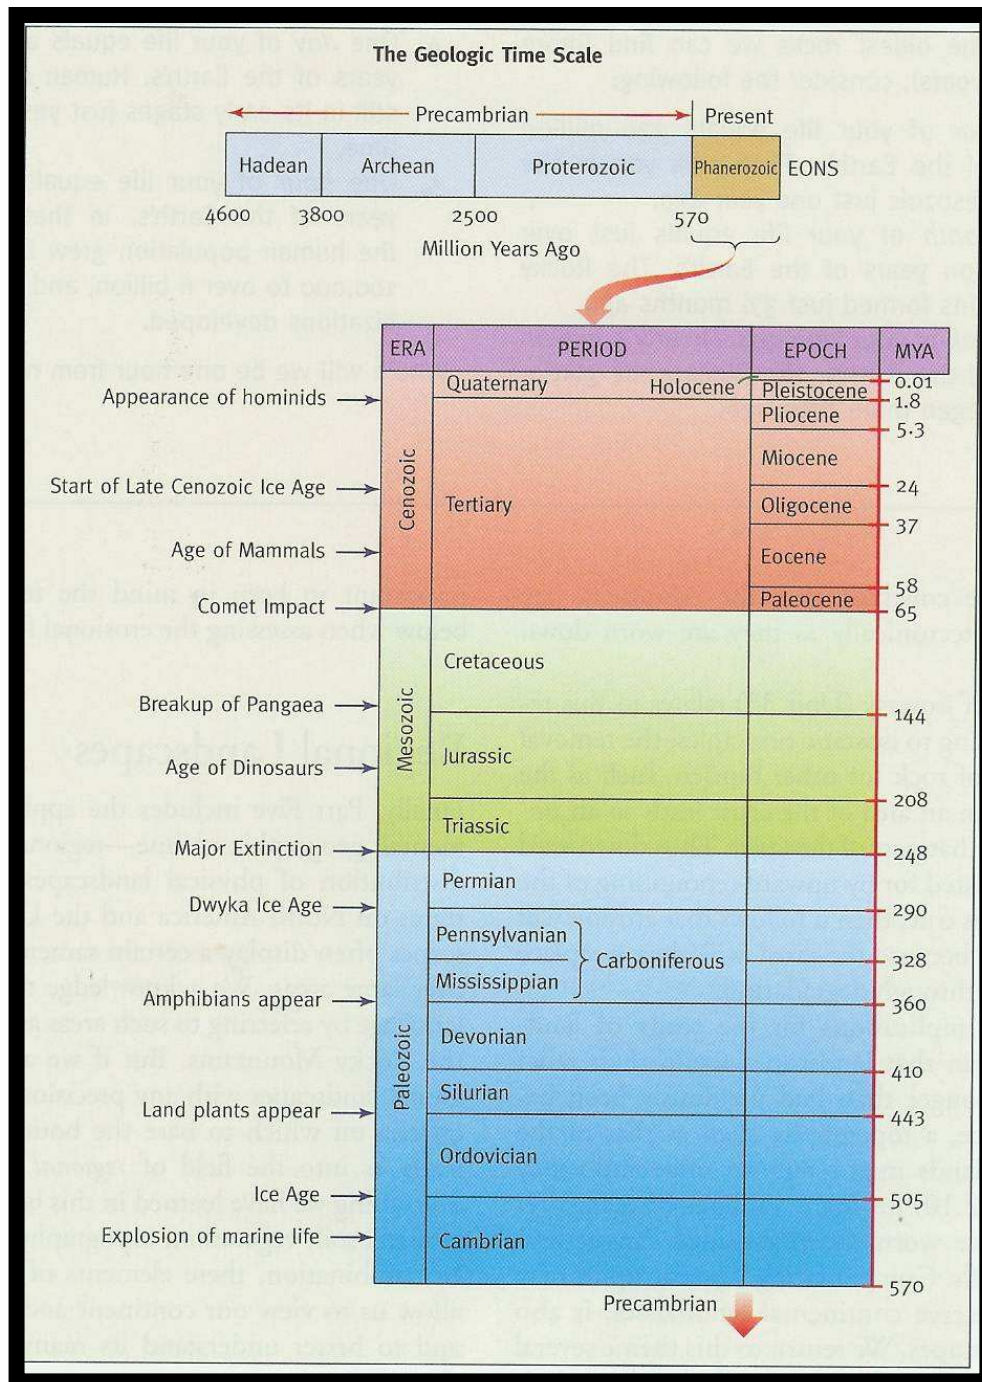 The Geologic Time Scale
Precambrian Present
Hadean Archean Proterozoic Phanerozoic EONS
4600 3800 2500 570
Million Years Ago
ERA PERIOD EPOCH MYA
Quaternary Holocene Pleistocene 0.01
Appearance of hominids 1.8
Pliocene
5.3
Miocene
Cenozoic
Start of Late Cenozoic Ice Age 24
Tertiary Oligocene
37
Age of Mammals Eocene
58
Comet Impact Paleocene 65
Cretaceous
Mesozoic
Breakup of Pangaea 144
Jurassic
Age of Dinosaurs
208
Triassic
Major Extinction 248
Permian
Dwyka Ice Age 290
Pennsylvanian
Carboniferous 328
Mississippian
Amphibians appear 360
Devonian
Paleozoic
410
Silurian
Land plants appear 443
Ordovician
Ice Age 505
Explosion of marine life Cambrian
570
Precambrian